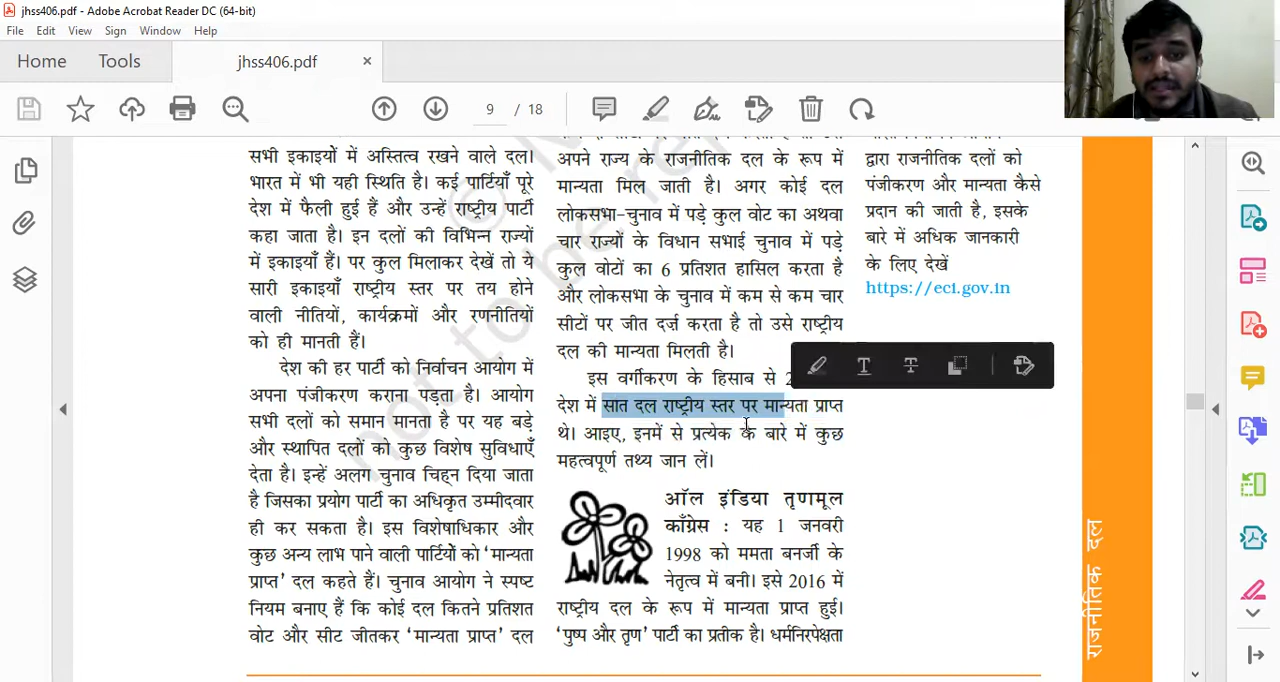 jhss406.pdf - Adobe Acrobat Reader DC (64-bit)
File Edit View Sign Window Help
Home Tools jhss406.pdf ×
9 / 18
सभी इकाइयों में अस्तित्व रखने वाले दल।
भारत में भी यही स्थिति है। कई पार्टियाँ पूरे
देश में फैली हुई हैं और उन्हें राष्ट्रीय पार्टी
कहा जाता है। इन दलों की विभिन्न राज्यों
में इकाइयाँ हैं। पर कुल मिलाकर देखें तो ये
सारी इकाइयाँ राष्ट्रीय स्तर पर तय होने
वाली नीतियों, कार्यक्रमों और रणनीतियों
को ही मानती हैं।
देश की हर पार्टी को निर्वाचन आयोग में
अपना पंजीकरण कराना पड़ता है। आयोग
सभी दलों को समान मानता है पर यह बड़े
और स्थापित दलों को कुछ विशेष सुविधाएँ
देता है। इन्हें अलग चुनाव चिह्न दिया जाता
है जिसका प्रयोग पार्टी का अधिकृत उम्मीदवार
ही कर सकता है। इस विशेषाधिकार और
कुछ अन्य लाभ पाने वाली पार्टियों को ‘मान्यता
प्राप्त’ दल कहते हैं। चुनाव आयोग ने स्पष्ट
नियम बनाए हैं कि कोई दल कितने प्रतिशत
वोट और सीट जीतकर ‘मान्यता प्राप्त’ दल
अपने राज्य के राजनीतिक दल के रूप में
मान्यता मिल जाती है। अगर कोई दल
लोकसभा-चुनाव में पड़े कुल वोट का अथवा
चार राज्यों के विधान सभाई चुनाव में पड़े
कुल वोटों का 6 प्रतिशत हासिल करता है
और लोकसभा के चुनाव में कम से कम चार
सीटों पर जीत दर्ज करता है तो उसे राष्ट्रीय
दल की मान्यता मिलती है।
इस वर्गीकरण के हिसाब से
देश में सात दल राष्ट्रीय स्तर पर मान्यता प्राप्त
थे। आइए, इनमें से प्रत्येक के बारे में कुछ
महत्वपूर्ण तथ्य जान लें।
ऑल इंडिया तृणमूल
काँग्रेस : यह 1 जनवरी
1998 को ममता बनर्जी के
नेतृत्व में बनी। इसे 2016 में
राष्ट्रीय दल के रूप में मान्यता प्राप्त हुई।
‘पुष्प और तृण’ पार्टी का प्रतीक है। धर्मनिरपेक्षता
द्वारा राजनीतिक दलों को
पंजीकरण और मान्यता कैसे
प्रदान की जाती है, इसके
बारे में अधिक जानकारी
के लिए देखें
https://eci.gov.in
राजनीतिक दल